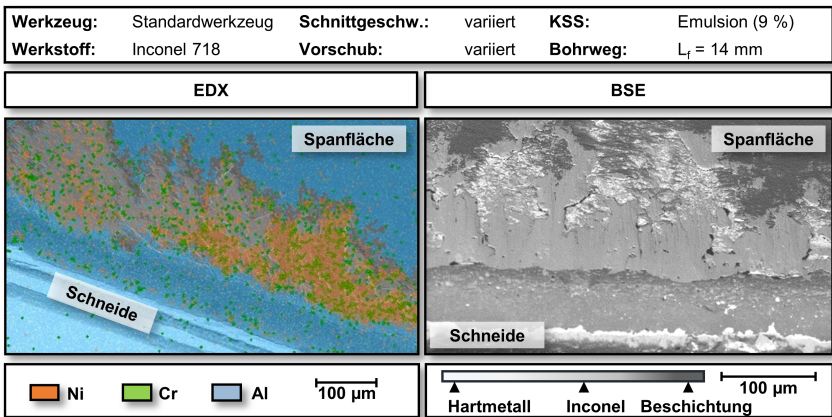 Werkzeug: Standardwerkzeug Schnittgeschw.: variiert KSS: Emulsion (9 %)
Werkstoff: Inconel 718 Vorschub: variiert Bohrweg: Lf = 14 mm
EDX
BSE
Spanfläche
Spanfläche
Schneide
Schneide
Ni Cr Al 100 µm
100 µm
Hartmetall Inconel Beschichtung